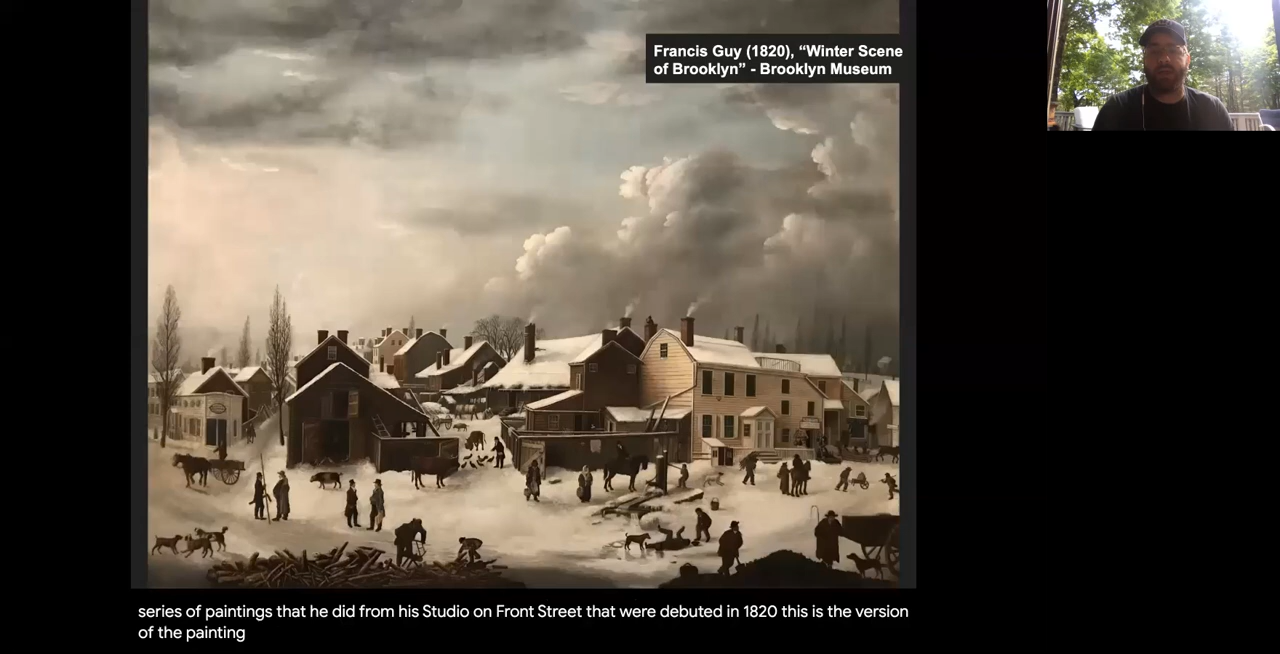 Francis Guy (1820), “Winter Scene
of Brooklyn” - Brooklyn Museum
series of paintings that he did from his Studio on Front Street that were debuted in 1820 this is the version
of the painting